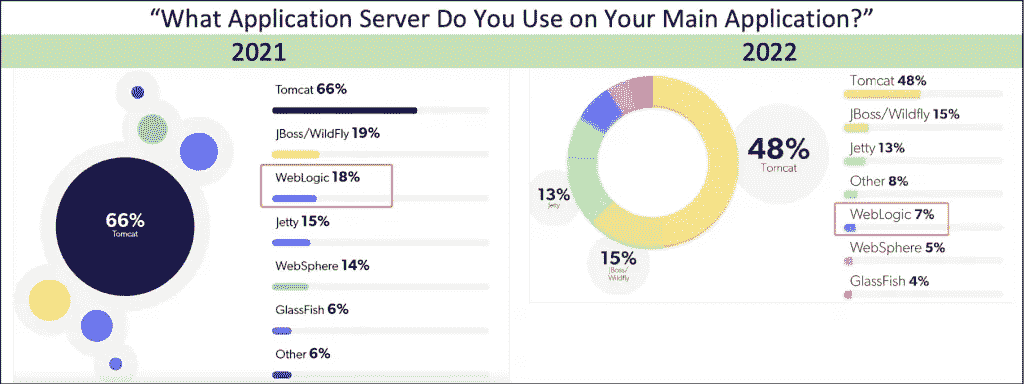 “What Application Server Do You Use on Your Main Application?”
2021
2022
66%
Tomcat
Tomcat 66%
JBoss/WildFly 19%
WebLogic 18%
Jetty 15%
WebSphere 14%
GlassFish 6%
Other 6%
48%
Tomcat
13%
Jetty
15%
JBoss/
Wildfly
Tomcat 48%
JBoss/Wildfly 15%
Jetty 13%
Other 8%
WebLogic 7%
WebSphere 5%
GlassFish 4%